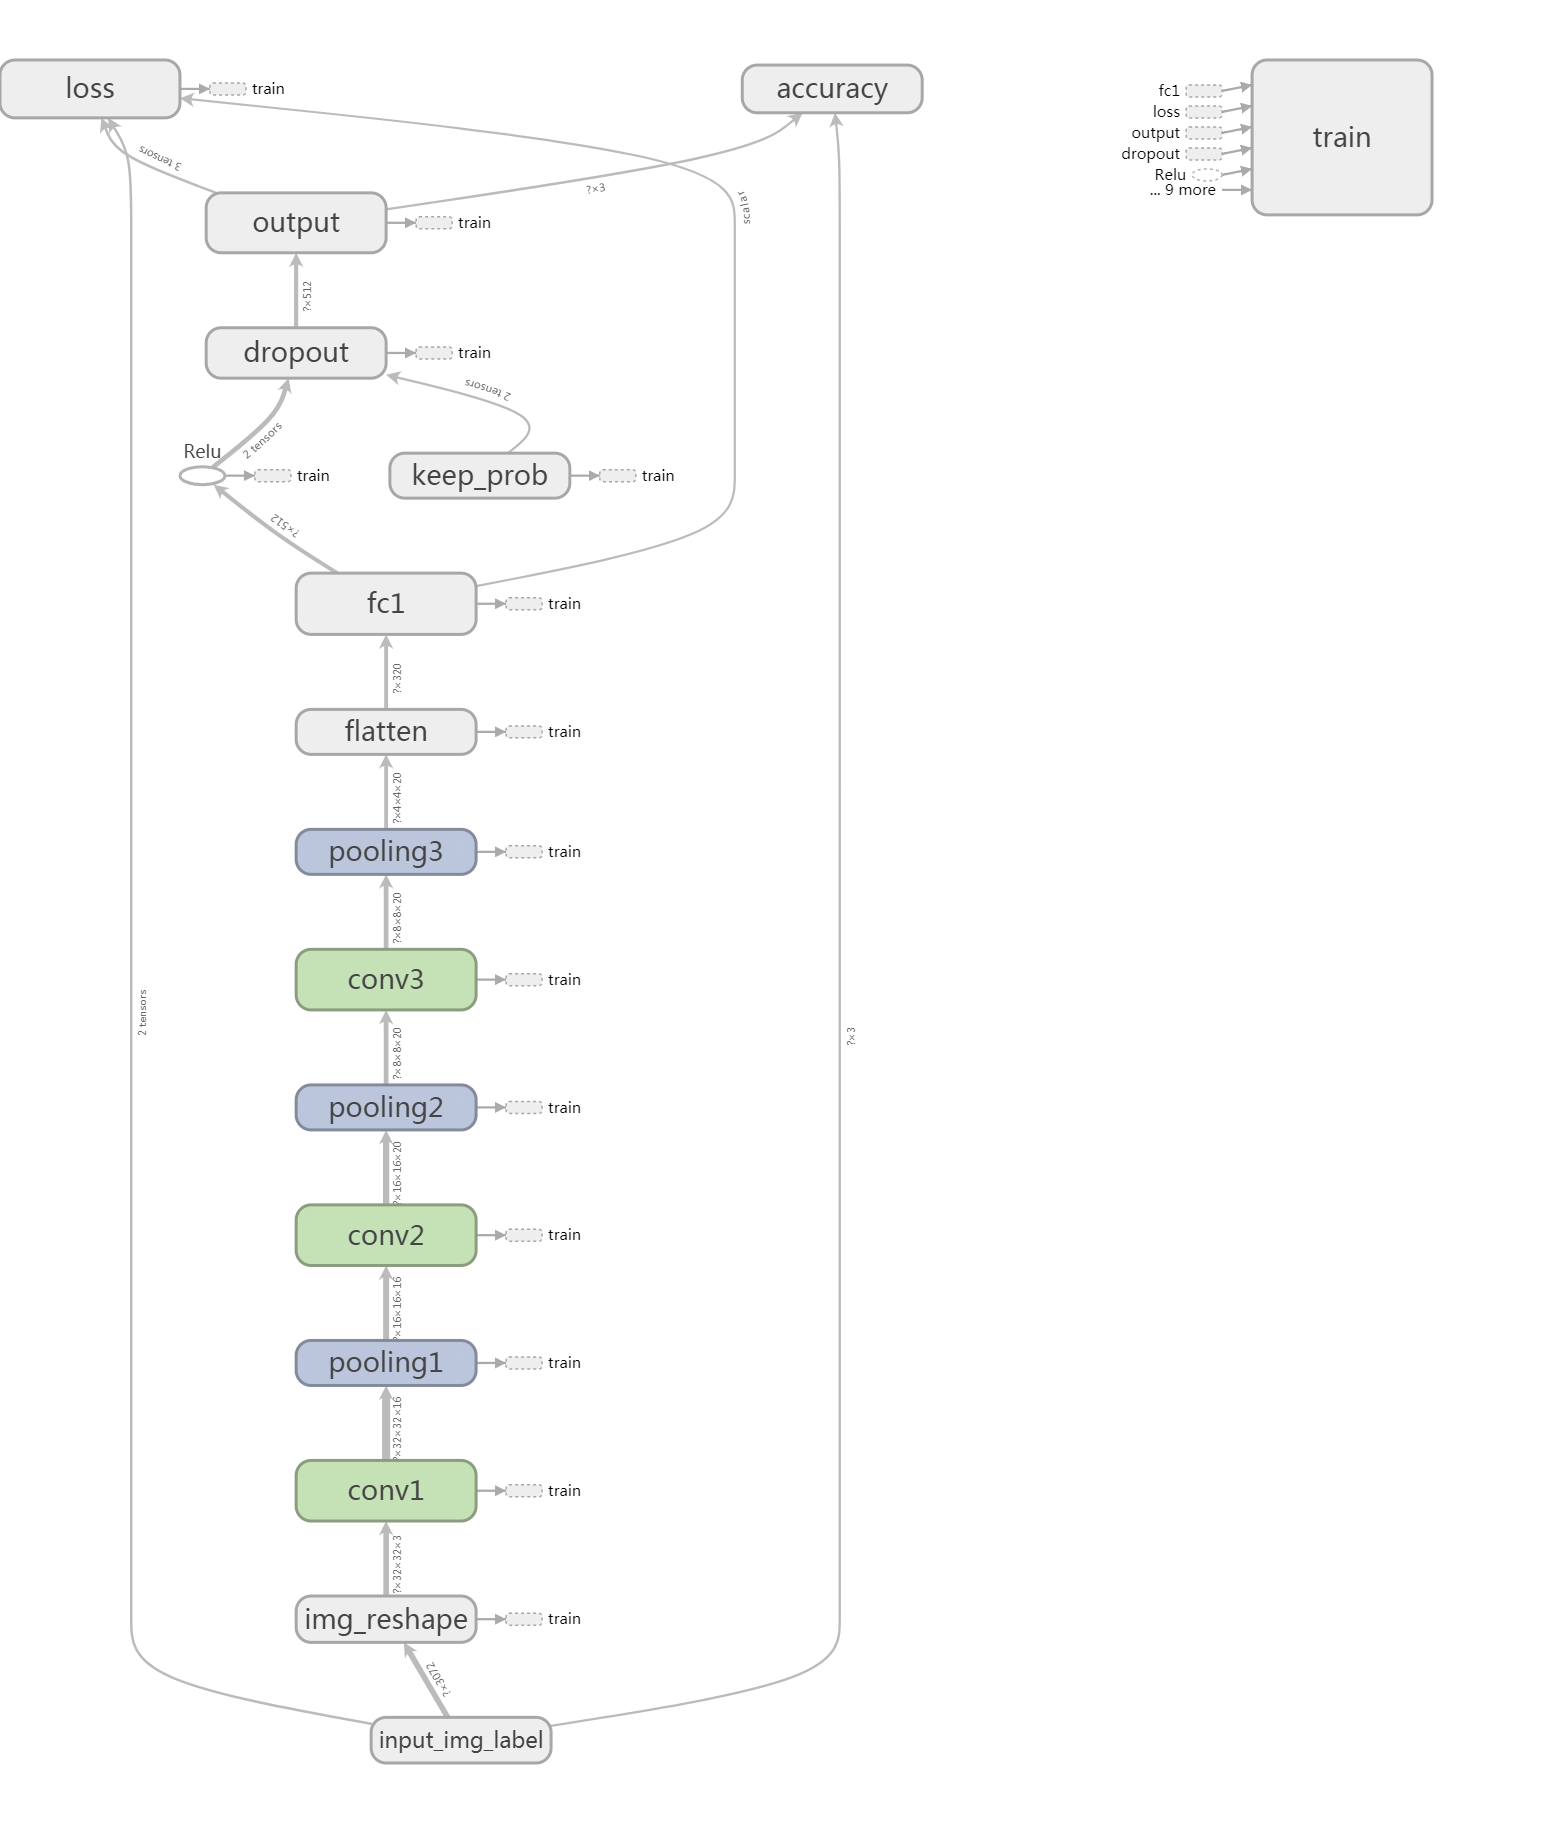 loss
train
accuracy
fc1
loss
output
dropout
Relu
... 9 more
train
3 tensors
?×3
scalar
output
train
?×512
dropout
train
2 tensors
2 tensors
Relu
train
keep_prob
train
?×512
fc1
train
?×320
flatten
train
?×4×4×20
pooling3
train
?×8×8×20
conv3
train
2 tensors
?×3
?×8×8×20
pooling2
train
?×16×16×20
conv2
train
?×16×16×16
pooling1
train
?×32×32×16
conv1
train
?×32×32×3
img_reshape
train
?×3072
input_img_label